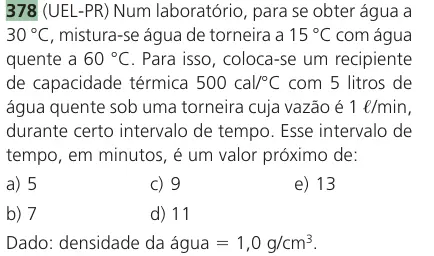 378 (UEL-PR) Num laboratório, para se obter água a
30 °C, mistura-se água de torneira a 15 °C com água
quente a 60 °C. Para isso, coloca-se um recipiente
de capacidade térmica 500 cal/°C com 5 litros de
água quente sob uma torneira cuja vazão é 1 ℓ/min,
durante certo intervalo de tempo. Esse intervalo de
tempo, em minutos, é um valor próximo de:
a) 5 c) 9 e) 13
b) 7 d) 11
Dado: densidade da água = 1,0 g/cm³.